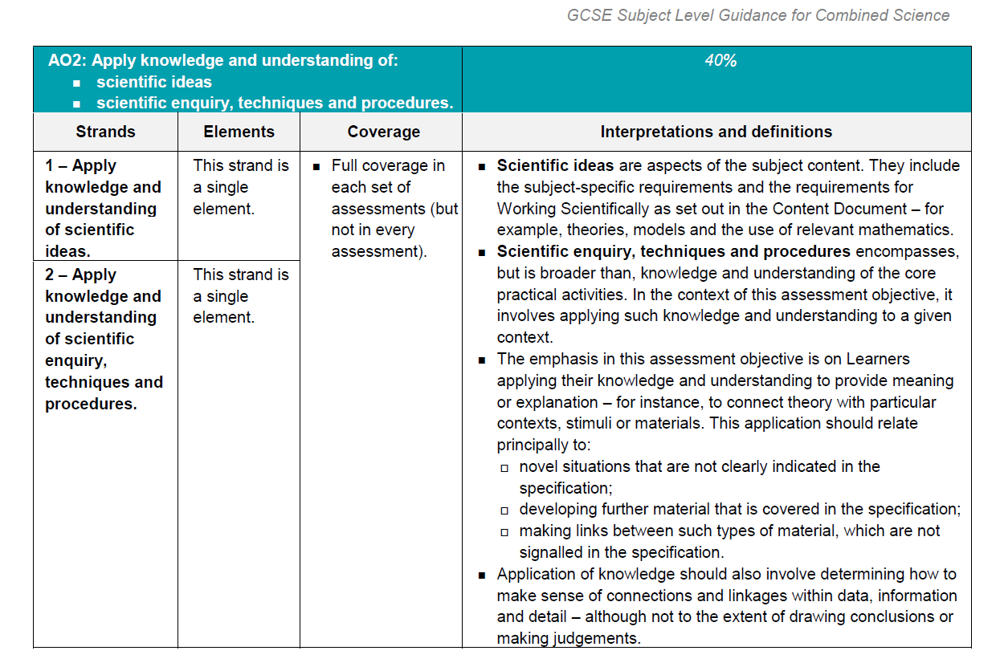 GCSE Subject Level Guidance for Combined Science
AO2: Apply knowledge and understanding of:
▪ scientific ideas
▪ scientific enquiry, techniques and procedures.
40%
Strands
Elements
Coverage
Interpretations and definitions
1 – Apply
knowledge and
understanding
of scientific
ideas.
This strand is
a single
element.
▪ Full coverage in
each set of
assessments (but
not in every
assessment).
▪ Scientific ideas are aspects of the subject content. They include
the subject-specific requirements and the requirements for
Working Scientifically as set out in the Content Document – for
example, theories, models and the use of relevant mathematics.
▪ Scientific enquiry, techniques and procedures encompasses,
but is broader than, knowledge and understanding of the core
practical activities. In the context of this assessment objective, it
involves applying such knowledge and understanding to a given
context.
▪ The emphasis in this assessment objective is on Learners
applying their knowledge and understanding to provide meaning
or explanation – for instance, to connect theory with particular
contexts, stimuli or materials. This application should relate
principally to:
▫ novel situations that are not clearly indicated in the
specification;
▫ developing further material that is covered in the specification;
▫ making links between such types of material, which are not
signalled in the specification.
▪ Application of knowledge should also involve determining how to
make sense of connections and linkages within data, information
and detail – although not to the extent of drawing conclusions or
making judgements.
2 – Apply
knowledge and
understanding
of scientific
enquiry,
techniques and
procedures.
This strand is
a single
element.